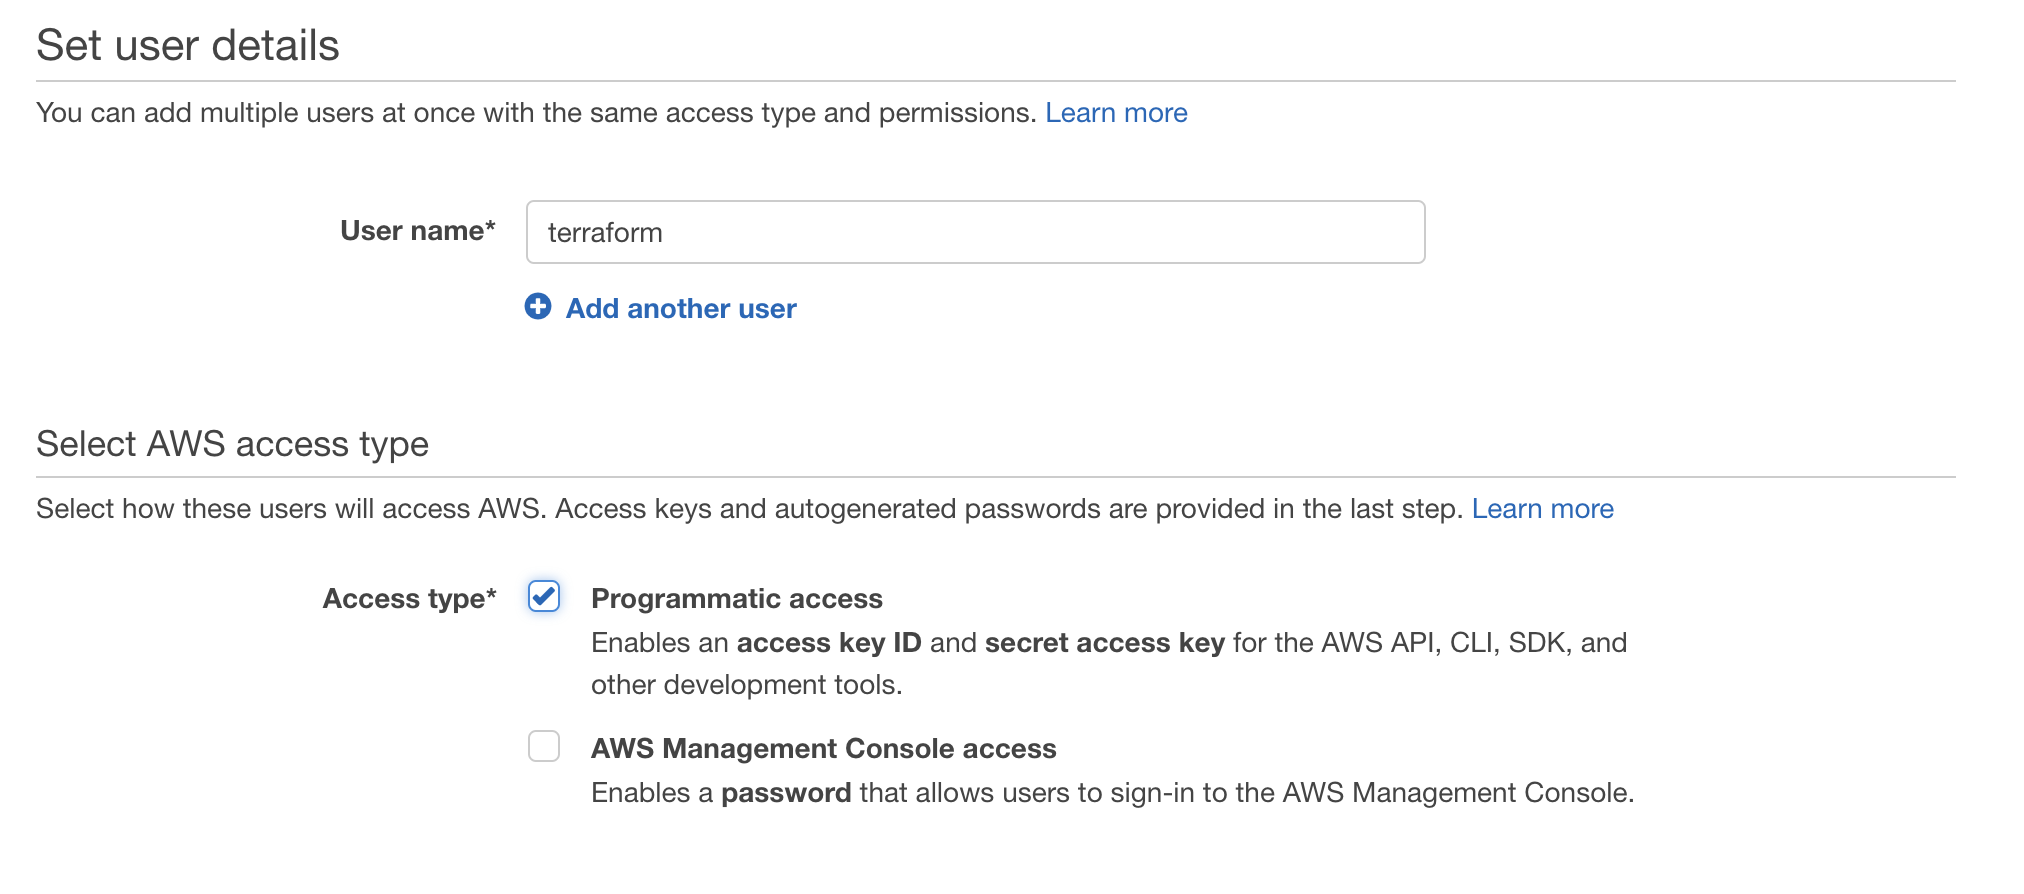 Set user details
You can add multiple users at once with the same access type and permissions. Learn more
User name* terraform
Add another user
Select AWS access type
Select how these users will access AWS. Access keys and autogenerated passwords are provided in the last step. Learn more
Access type* Programmatic access
Enables an access key ID and secret access key for the AWS API, CLI, SDK, and
other development tools.
AWS Management Console access
Enables a password that allows users to sign-in to the AWS Management Console.